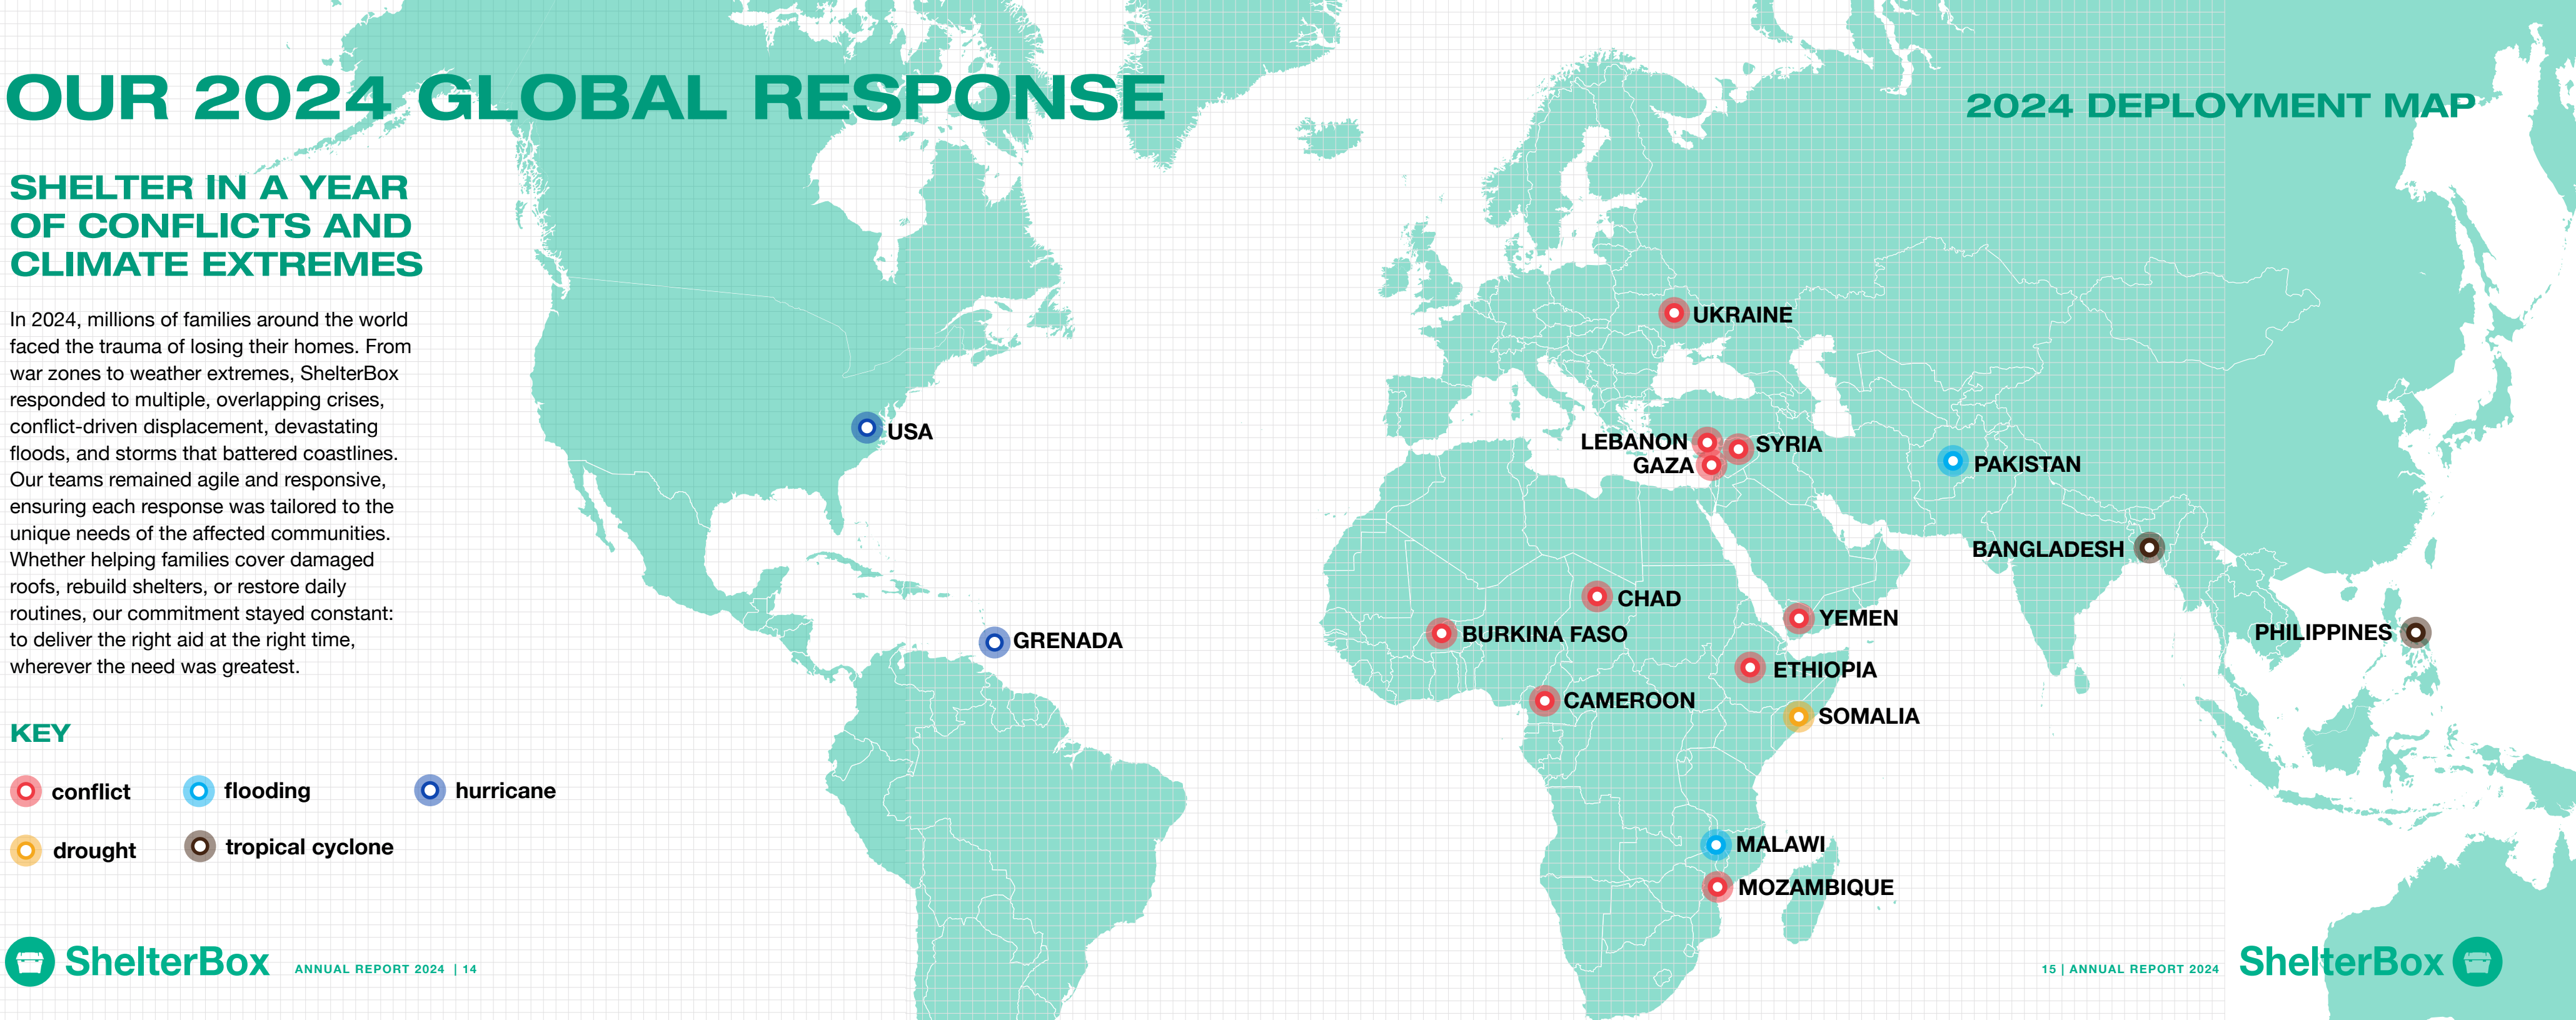 OUR 2024 GLOBAL RESPONSE
2024 DEPLOYMENT MAP
SHELTER IN A YEAR
OF CONFLICTS AND
CLIMATE EXTREMES
In 2024, millions of families around the world
faced the trauma of losing their homes. From
war zones to weather extremes, ShelterBox
responded to multiple, overlapping crises,
conflict-driven displacement, devastating
floods, and storms that battered coastlines.
Our teams remained agile and responsive,
ensuring each response was tailored to the
unique needs of the affected communities.
Whether helping families cover damaged
roofs, rebuild shelters, or restore daily
routines, our commitment stayed constant:
to deliver the right aid at the right time,
wherever the need was greatest.
KEY
conflict
flooding
hurricane
drought
tropical cyclone
USA
GRENADA
UKRAINE
LEBANON
SYRIA
GAZA
PAKISTAN
BANGLADESH
CHAD
YEMEN
BURKINA FASO
PHILIPPINES
ETHIOPIA
CAMEROON
SOMALIA
MALAWI
MOZAMBIQUE
ShelterBox
ANNUAL REPORT 2024 | 14
15 | ANNUAL REPORT 2024
ShelterBox